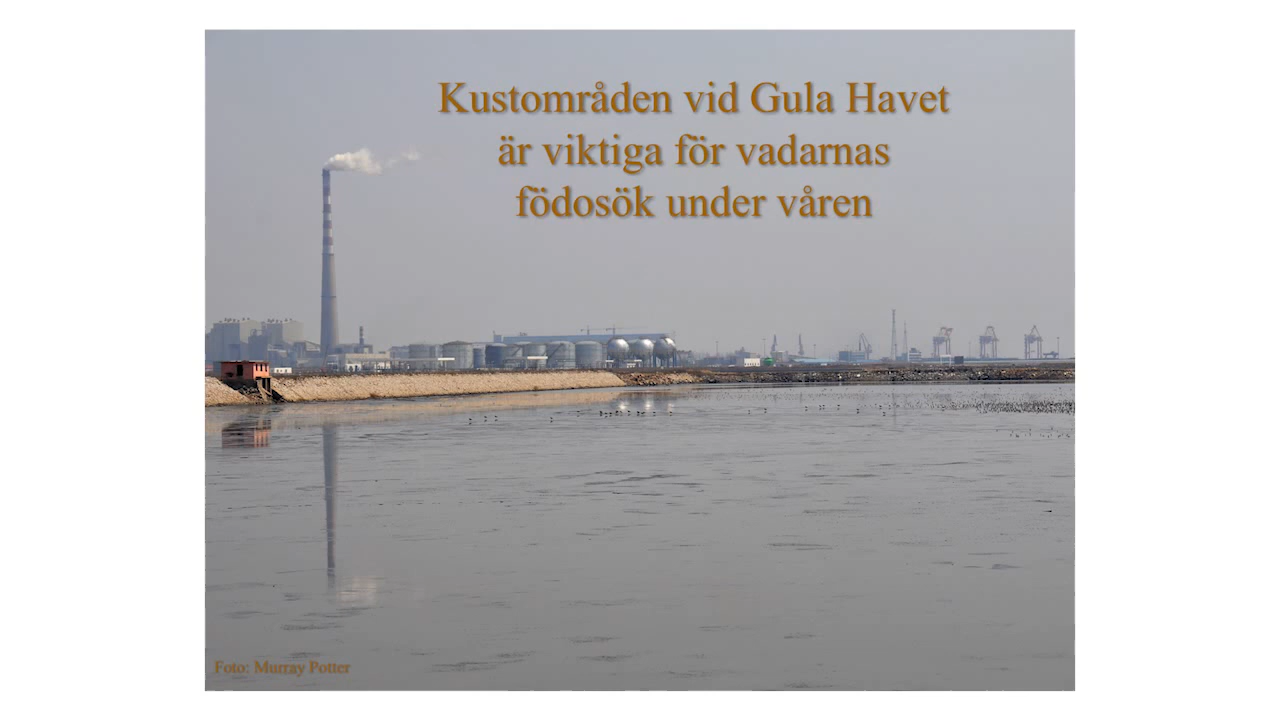 Kustområden vid Gula Havet
är viktiga för vadarnas
födosök under våren
Foto: Murray Potter